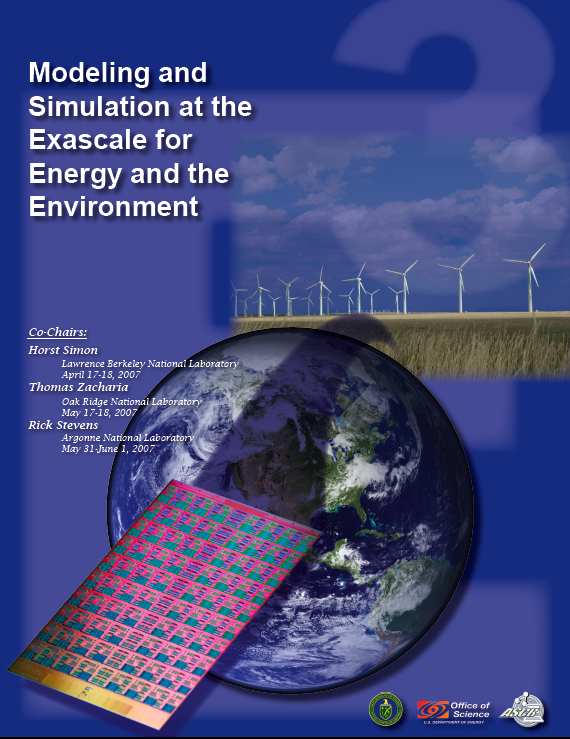 Modeling and
Simulation at the
Exascale for
Energy and the
Environment
Co-Chairs:
Horst Simon
Lawrence Berkeley National Laboratory
April 17-18, 2007
Thomas Zacharia
Oak Ridge National Laboratory
May 17-18, 2007
Rick Stevens
Argonne National Laboratory
May 31-June 1, 2007
Office of
Science
U.S. DEPARTMENT OF ENERGY